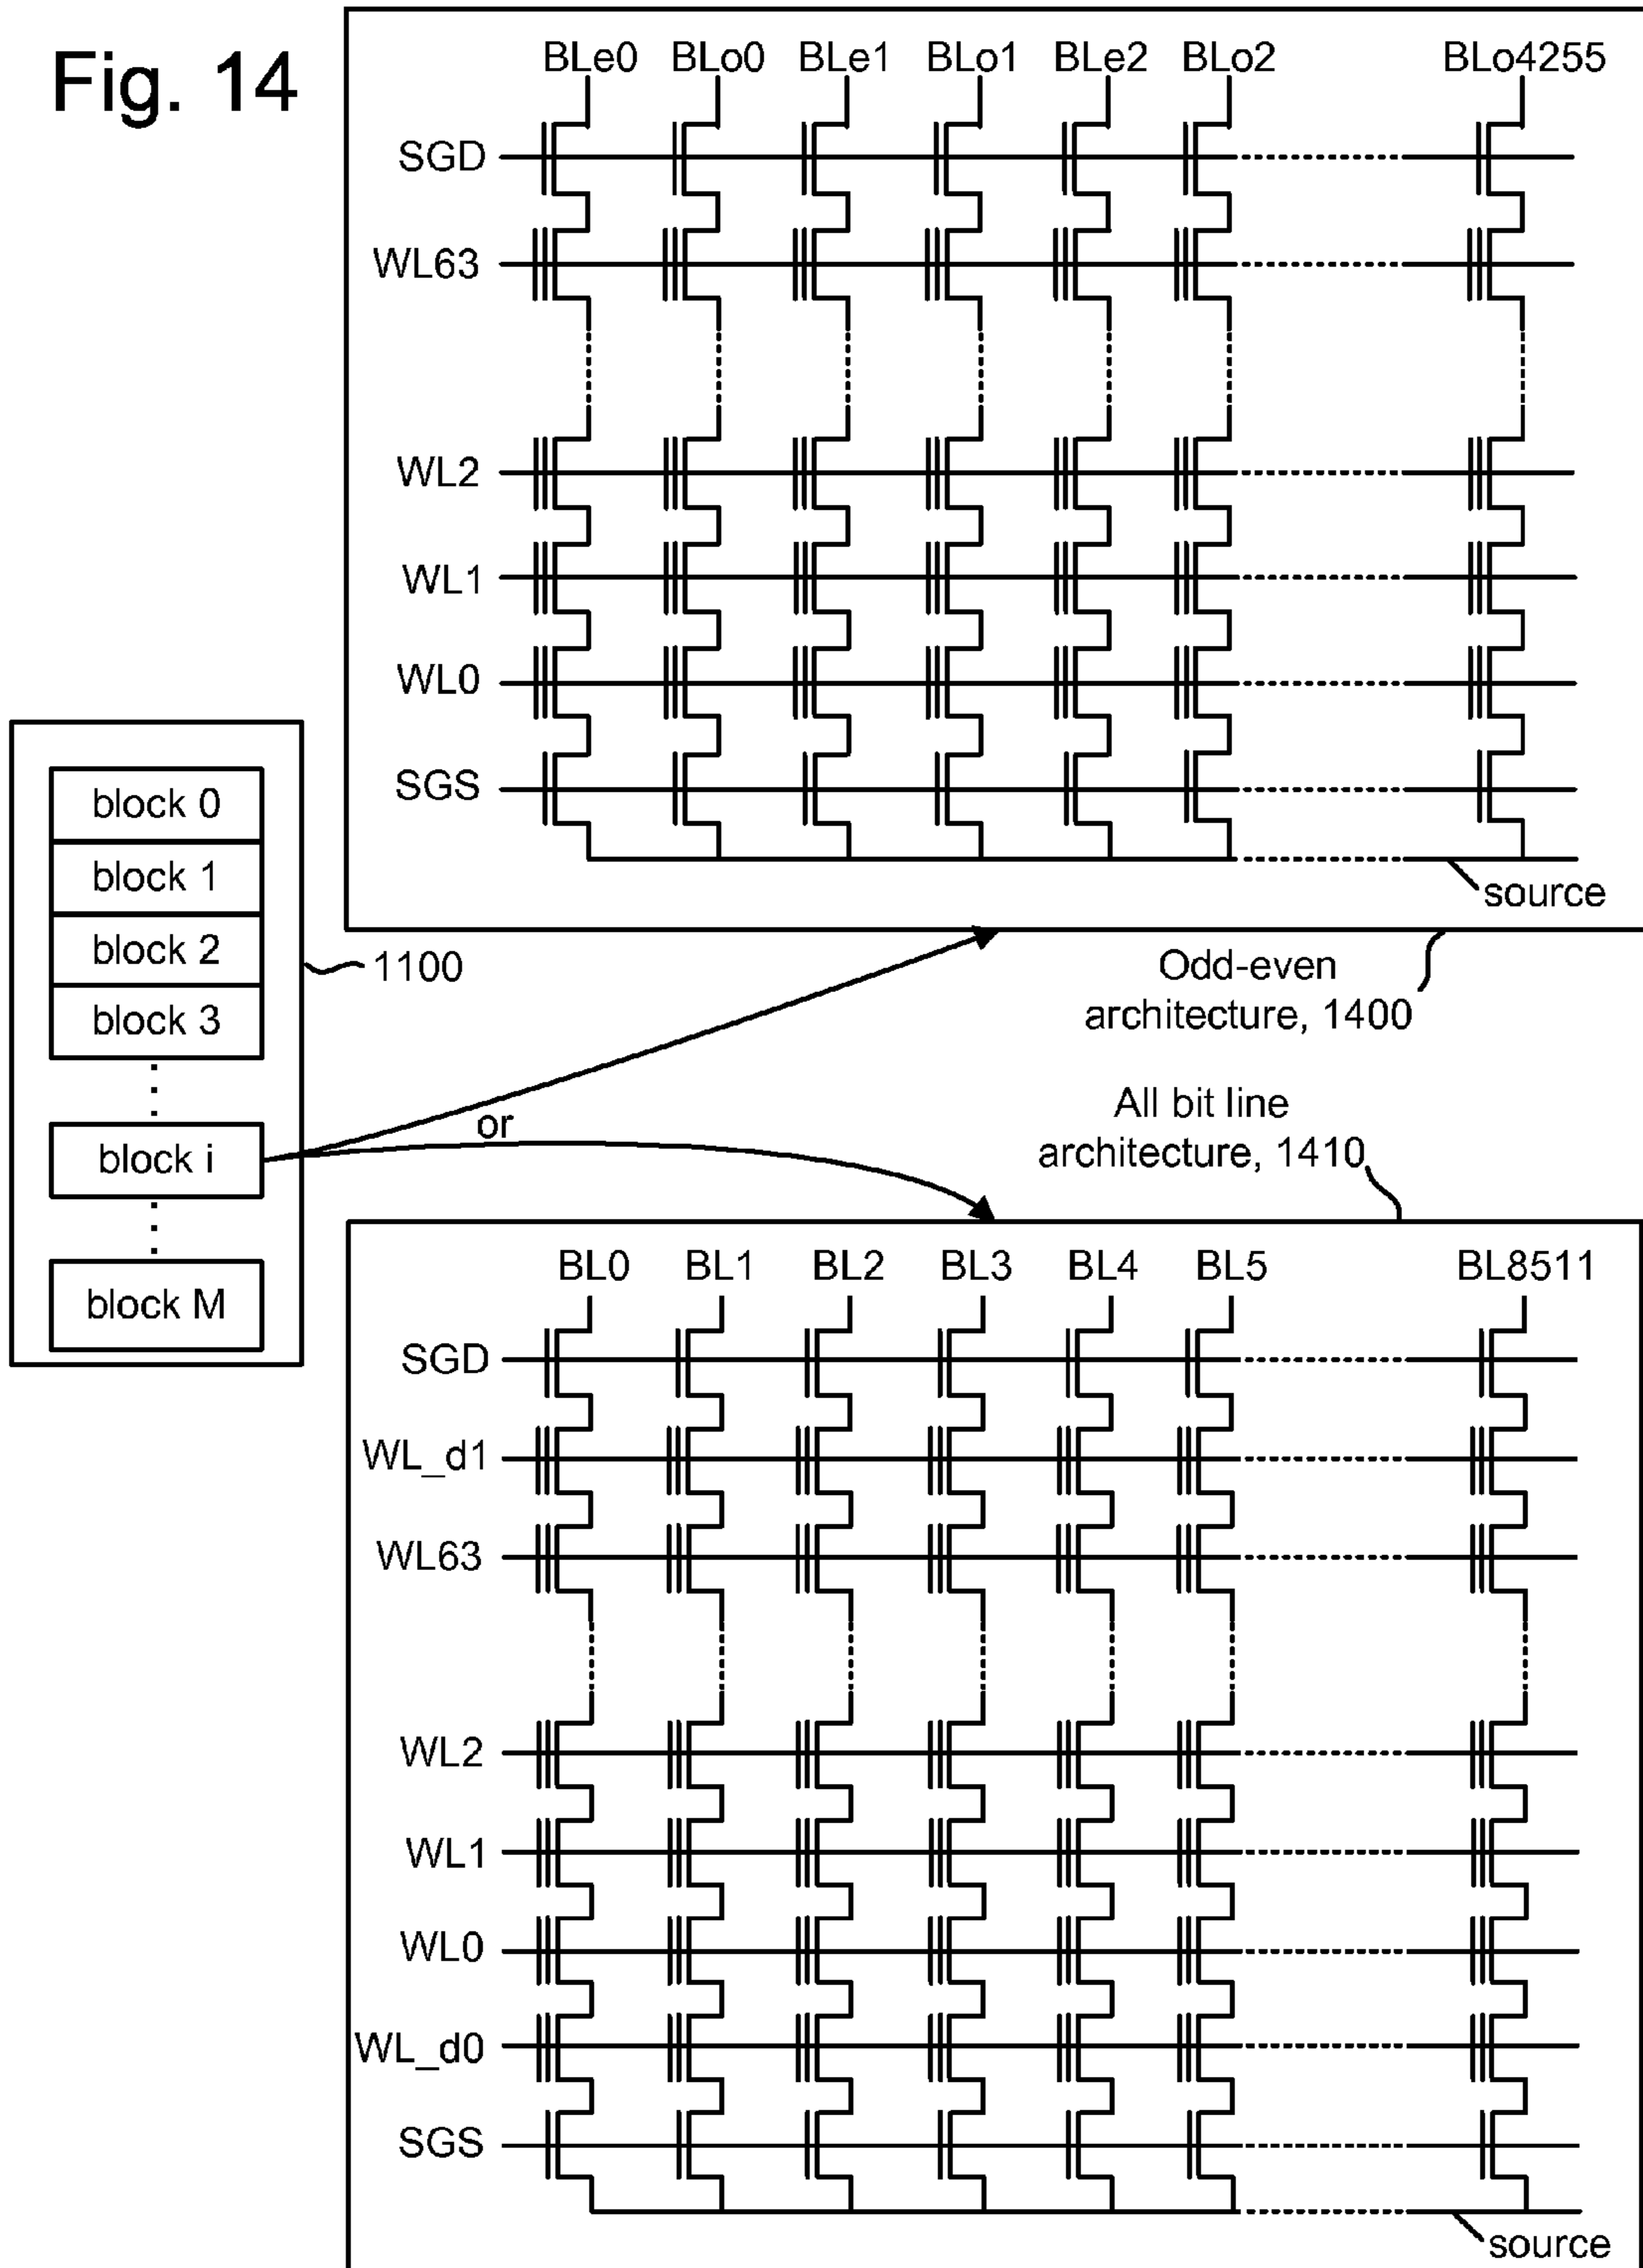 Fig. 14
BLe0 BLo0 BLe1 BLo1 BLe2 BLo2 BLo4255
SGD
WL63
WL2
WL1
WL0
SGS
source
block 0
block 1
block 2
block 3
block i
block M
1100
or
Odd-even
architecture, 1400
All bit line
architecture, 1410
BL0 BL1 BL2 BL3 BL4 BL5 BL8511
SGD
WL_d1
WL63
WL2
WL1
WL0
WL_d0
SGS
source